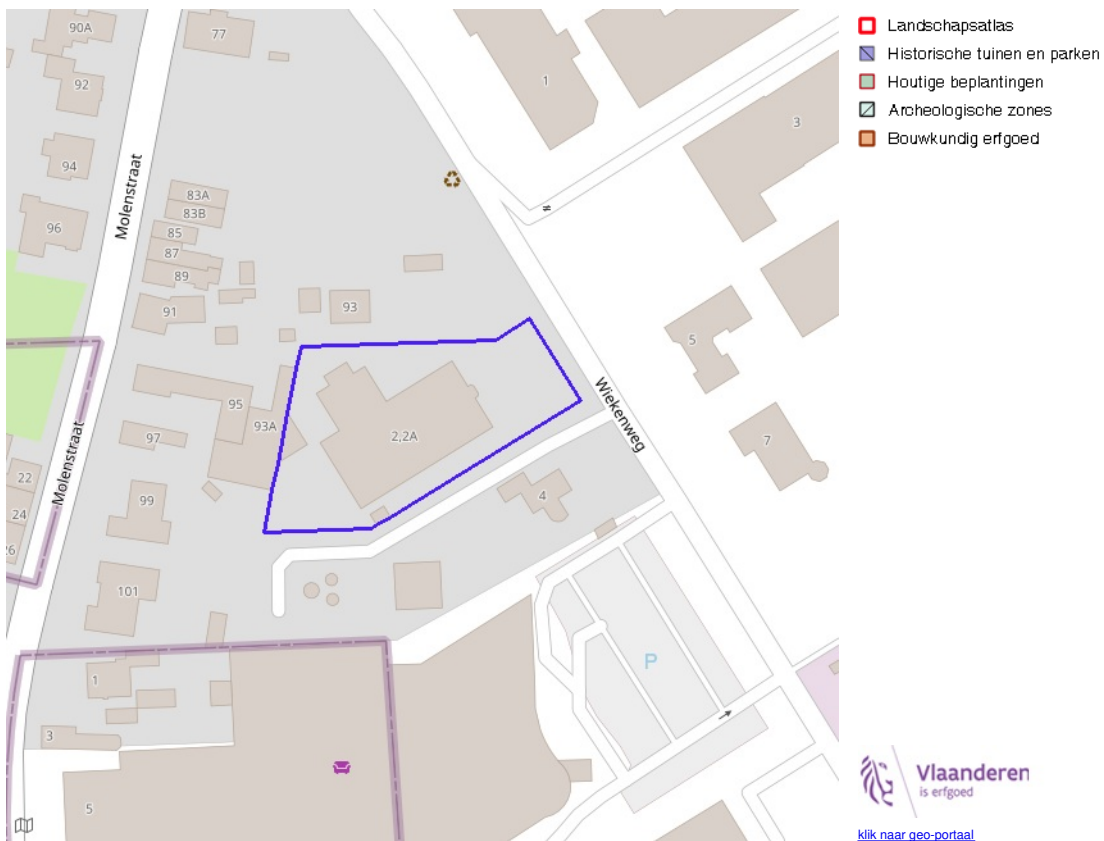 90A
77
92
1
3
94
83A
83B
96
85
87
89
91
93
5
Molenstraat
95
93A
2,2A
Wiekenweg
97
22
7
Molenstraat
4
99
24
26
101
P
1
3
5
Landschapsatlas
Historische tuinen en parken
Houtige beplantingen
Archeologische zones
Bouwkundig erfgoed
Vlaanderen
is erfgoed
klik naar geo-portaal